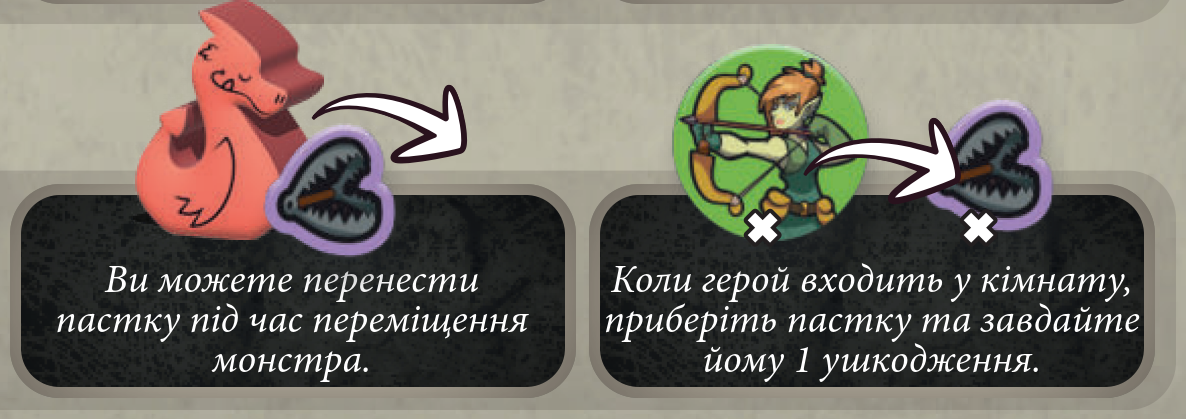 Ви можете перенести
пастку під час переміщення
монстра.
Коли герой входить у кімнату,
приберіть пастку та завдайте
йому 1 ушкодження.